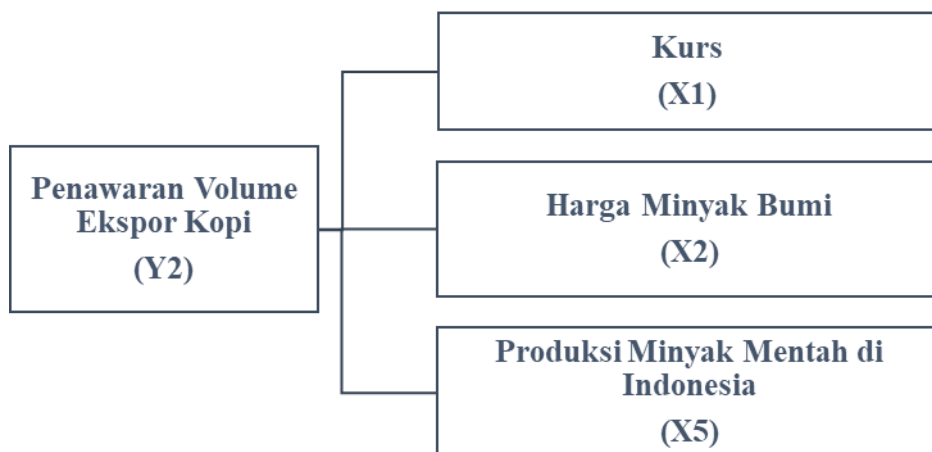 Kurs
(X1)
Penawaran Volume
Ekspor Kopi
(Y2)
Harga Minyak Bumi
(X2)
Produksi Minyak Mentah di
Indonesia
(X5)